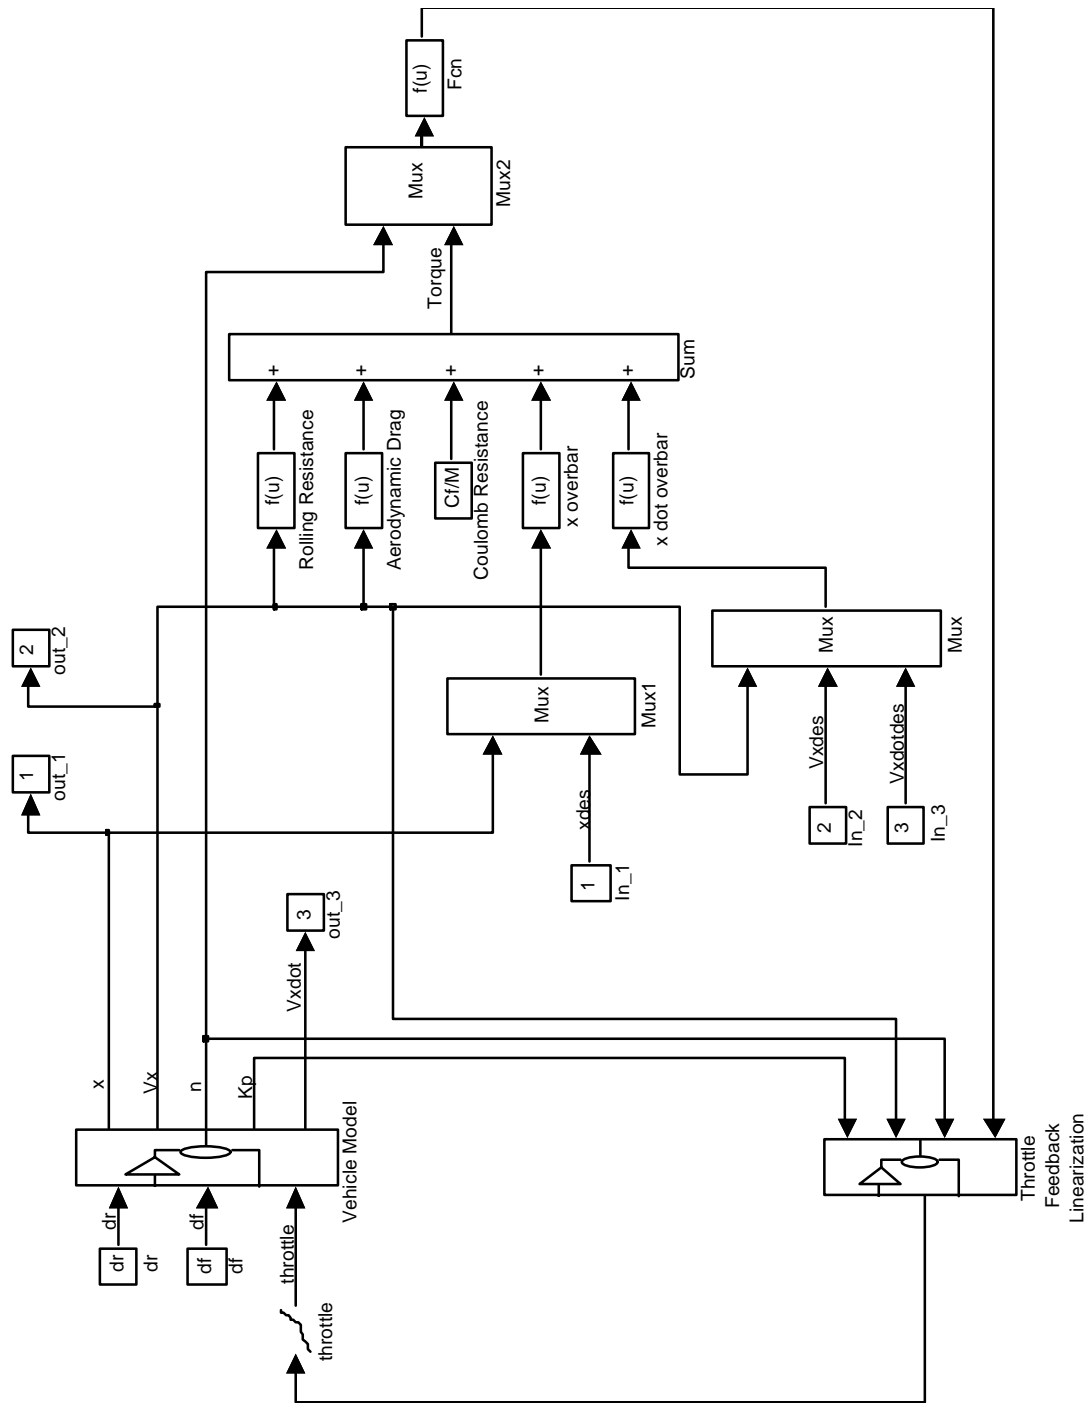 1
out_1
2
out_2
x
dr
dr
dr
Vx
n
df
df
df
Kp
throttle
throttle
Vxdot
3
out_3
Vehicle Model
f(u)
Rolling Resistance
+
f(u)
Aerodynamic Drag
+
Cf/M
Coulomb Resistance
+
f(u)
x overbar
+
f(u)
x dot overbar
+
Sum
Torque
Mux
Mux2
f(u)
Fcn
Mux
Mux1
xdes
1
In_1
Vxdes
2
In_2
Vxdotdes
3
In_3
Mux
Mux
Throttle
Feedback
Linearization